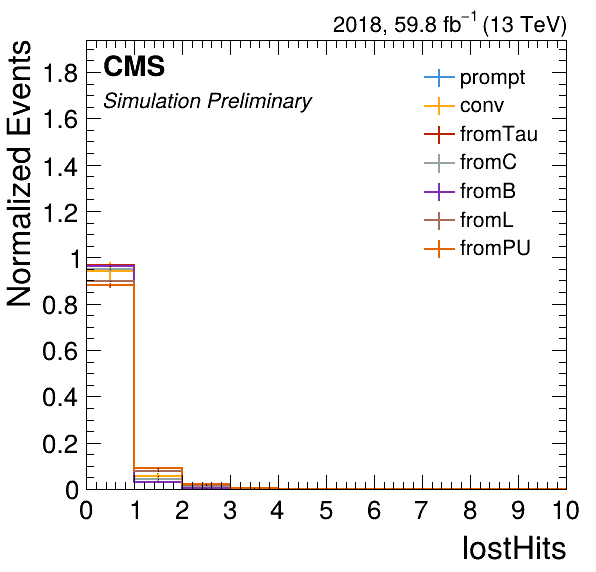 2018, 59.8 fb⁻¹ (13 TeV)
CMS
Simulation Preliminary
prompt
conv
fromTau
fromC
fromB
fromL
fromPU
Normalized Events
1.8
1.6
1.4
1.2
1
0.8
0.6
0.4
0.2
0
0 1 2 3 4 5 6 7 8 9 10
lostHits